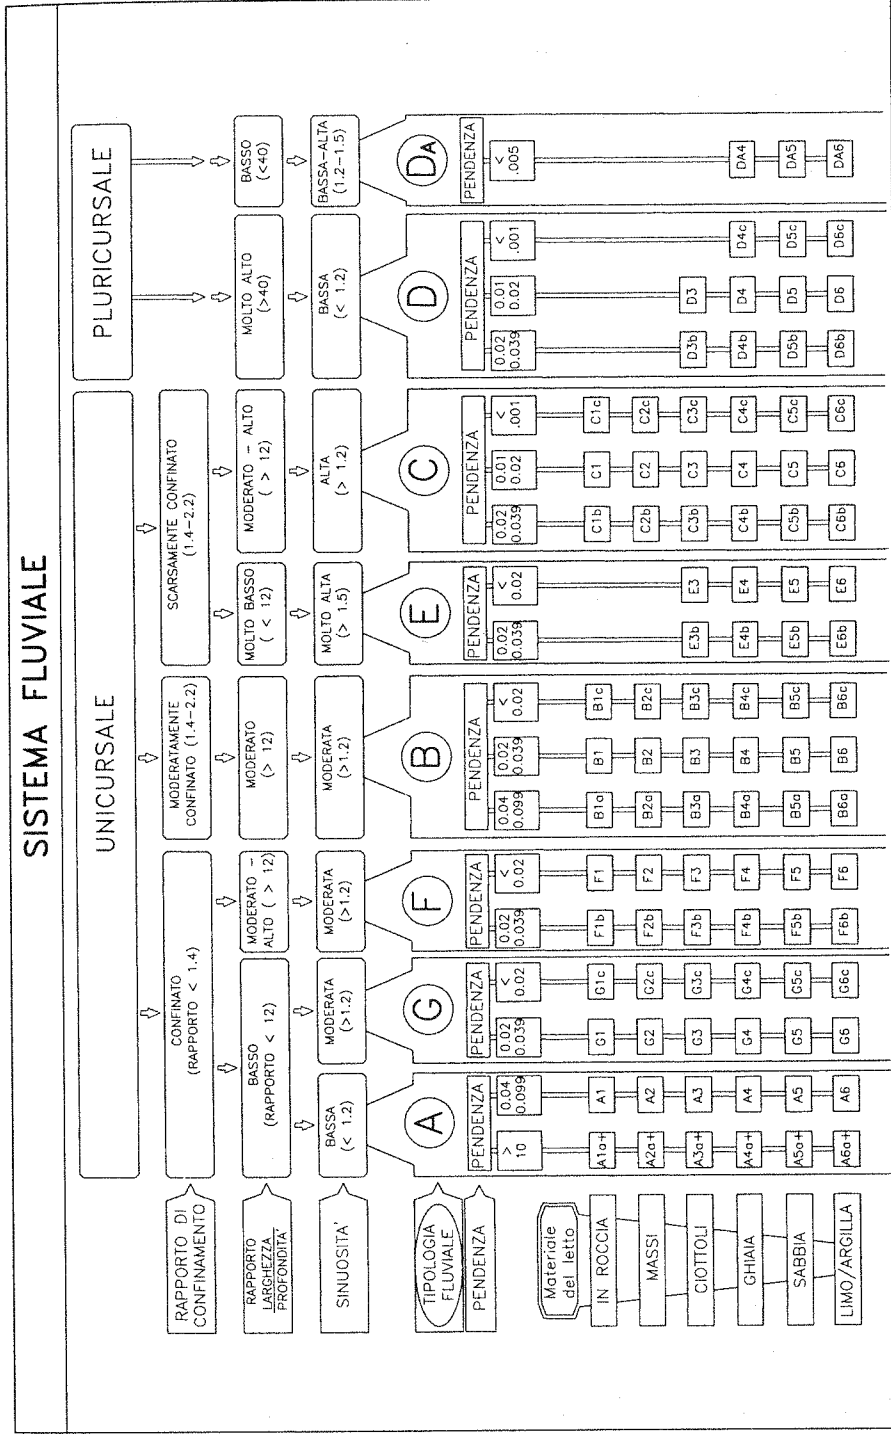 SISTEMA FLUVIALE
UNICURSALE
PLURICURSALE
RAPPORTO DI
CONFINAMENTO
CONFINATO
(RAPPORTO < 1.4)
MODERATAMENTE
CONFINATO (1.4-2.2)
SCARSAMENTE CONFINATO
(1.4-2.2)
RAPPORTO
LARGHEZZA
PROFONDITA'
BASSO
(RAPPORTO < 12)
MODERATO -
ALTO ( > 12)
MODERATO
(> 12)
MOLTO BASSO
( < 12)
MODERATO - ALTO
( > 12)
MOLTO ALTO
(>40)
BASSO
(<40)
SINUOSITA'
BASSA
(< 1.2)
MODERATA
(>1.2)
MODERATA
(>1.2)
MODERATA
(>1.2)
MOLTO ALTA
(> 1.5)
ALTA
(> 1.2)
BASSA
(< 1.2)
BASSA-ALTA
(1.2-1.5)
TIPOLOGIA
FLUVIALE
A
G
F
B
E
C
D
DA
PENDENZA
PENDENZA
PENDENZA
PENDENZA
PENDENZA
PENDENZA
PENDENZA
PENDENZA
PENDENZA
>
10
0.04
0.099
0.02
0.039
<
0.02
0.02
0.039
<
0.02
0.04
0.099
0.02
0.039
<
0.02
0.02
0.039
<
0.02
0.02
0.039
0.01
0.02
<
.001
0.02
0.039
0.01
0.02
<
.001
<
.005
Materiale
del letto
IN ROCCIA
A1a+
A1
G1
G1c
F1b
F1
B1a
B1
B1c
C1b
C1
C1c
MASSI
A2a+
A2
G2
G2c
F2b
F2
B2a
B2
B2c
C2b
C2
C2c
CIOTTOLI
A3a+
A3
G3
G3c
F3b
F3
B3a
B3
B3c
E3b
E3
C3b
C3
C3c
D3b
D3
GHIAIA
A4a+
A4
G4
G4c
F4b
F4
B4a
B4
B4c
E4b
E4
C4b
C4
C4c
D4b
D4
D4c
DA4
SABBIA
A5a+
A5
G5
G5c
F5b
F5
B5a
B5
B5c
E5b
E5
C5b
C5
C5c
D5b
D5
D5c
DA5
LIMO/ARGILLA
A6a+
A6
G6
G6c
F6b
F6
B6a
B6
B6c
E6b
E6
C6b
C6
C6c
D6b
D6
D6c
DA6